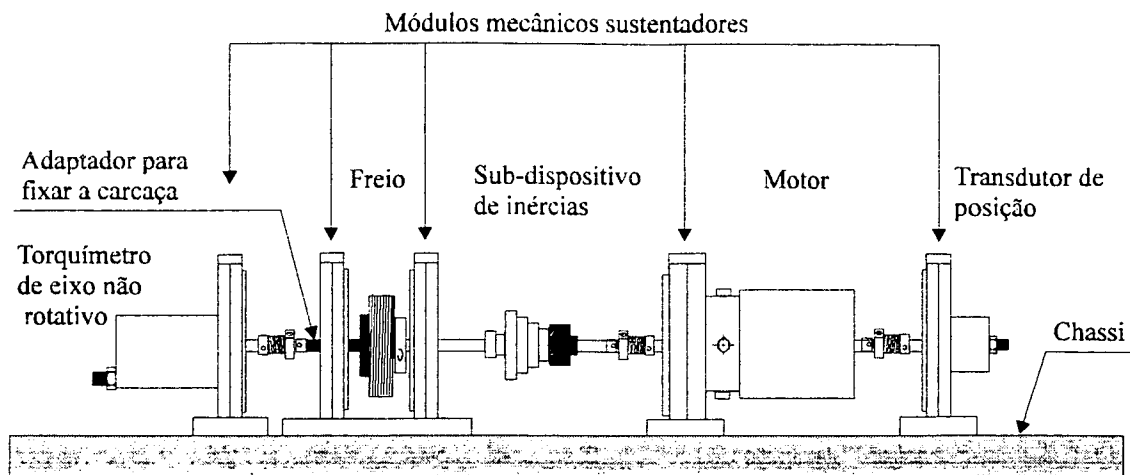 Módulos mecânicos sustentadores
Adaptador para
fixar a carcaça
Freio
Sub-dispositivo
de inércias
Motor
Transdutor de
posição
Torquímetro
de eixo não
rotativo
Chassi